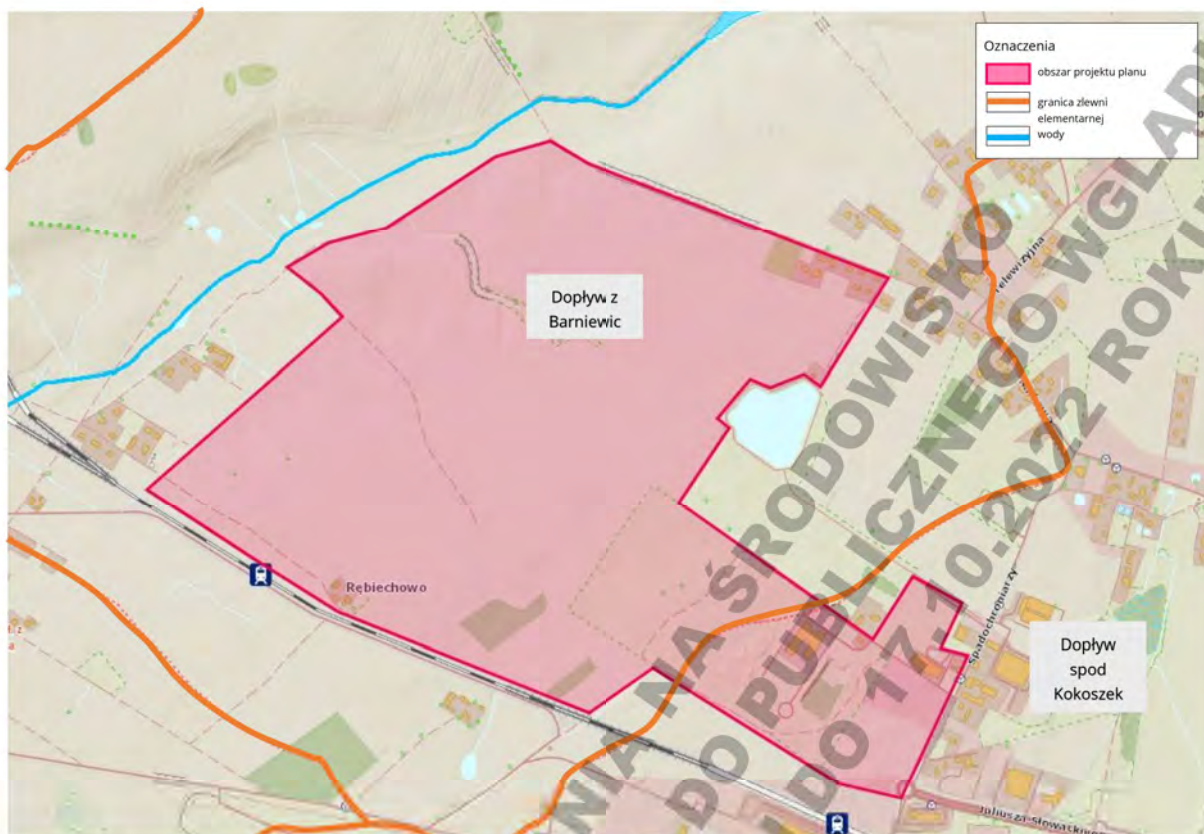 Oznaczenia
obszar projektu planu
granica zlewni
elementarnej
wody
Telewizyjna
Dopływ z
Barniewic
Rębiechowo
Spadochroniarzy
Dopływ
spod
Kokoszek
Juliusza Słowackiego
NIA NA ŚRODOWISKO
DO PUBLICZNEGO WGLĄDU
DO 17.10.2022 ROKU